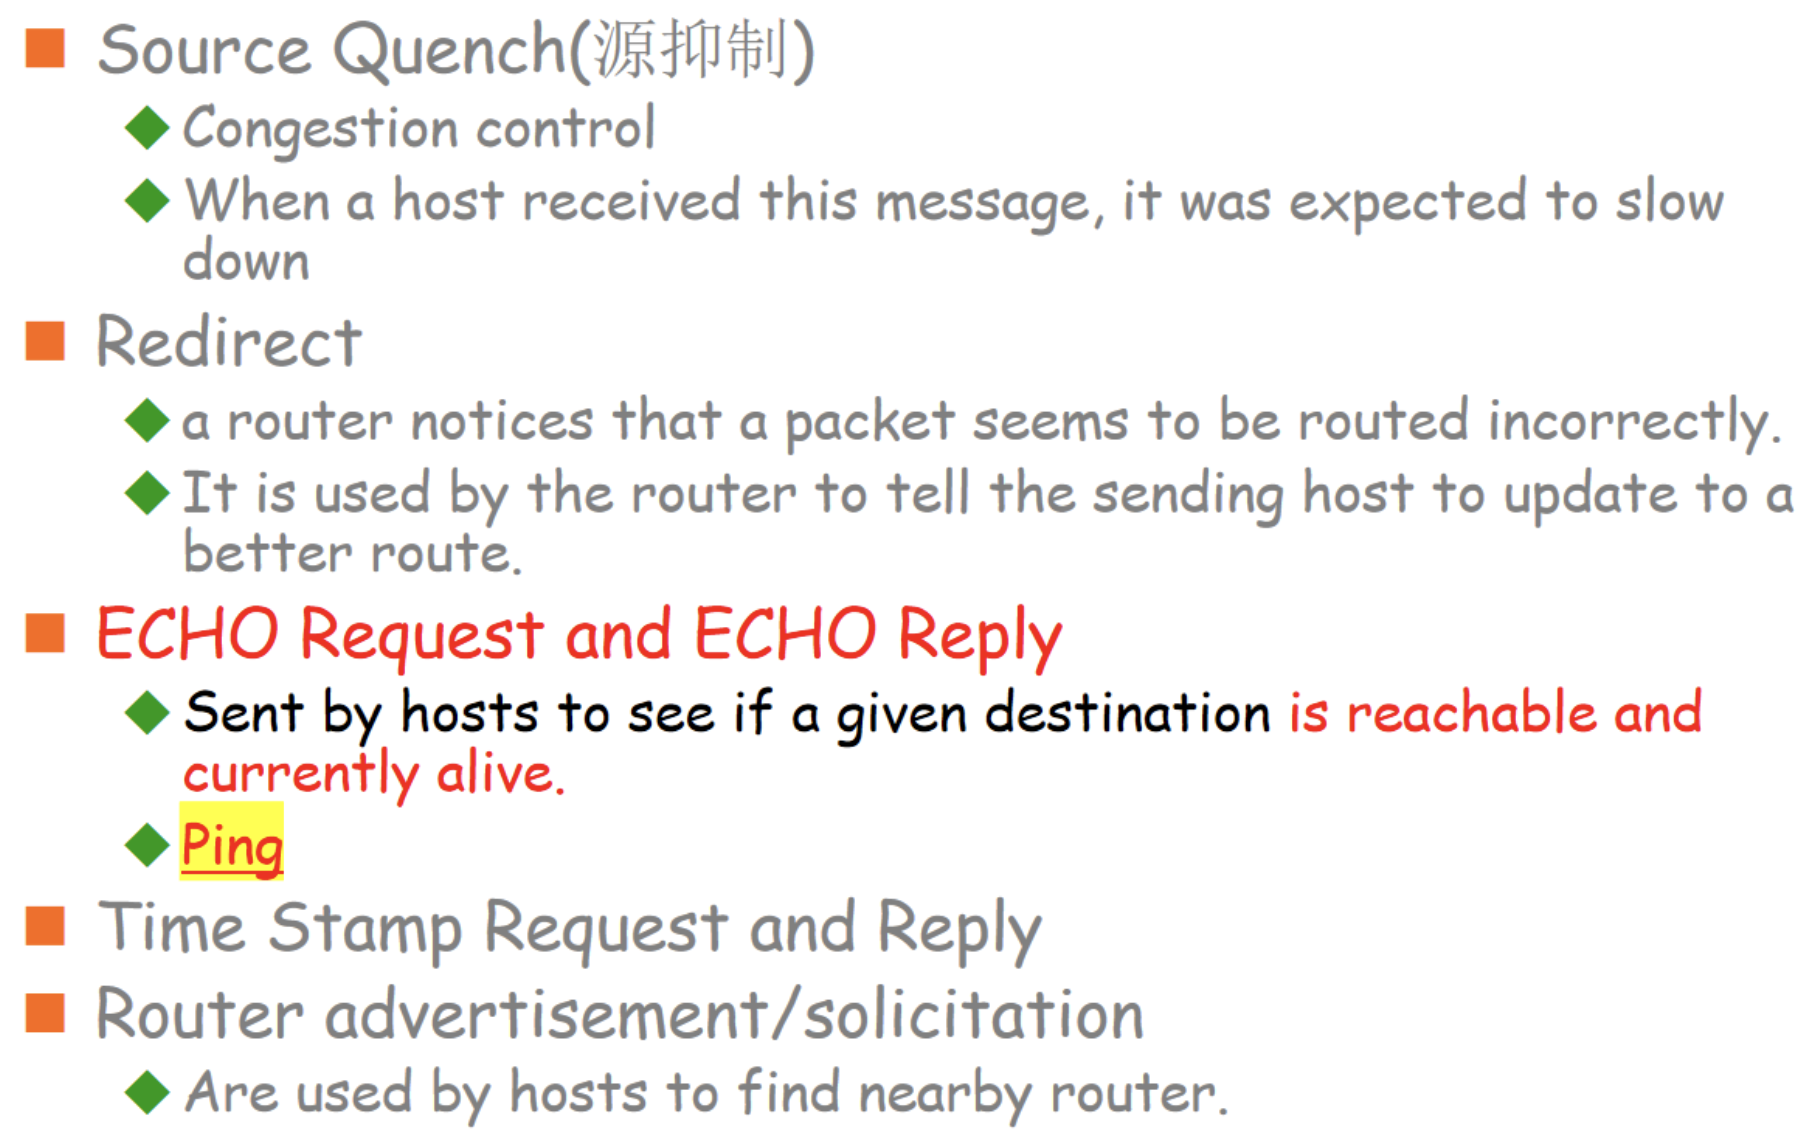 Source Quench(源抑制)
Congestion control
When a host received this message, it was expected to slow
down
Redirect
a router notices that a packet seems to be routed incorrectly.
It is used by the router to tell the sending host to update to a
better route.
ECHO Request and ECHO Reply
Sent by hosts to see if a given destination is reachable and
currently alive.
Ping
Time Stamp Request and Reply
Router advertisement/solicitation
Are used by hosts to find nearby router.